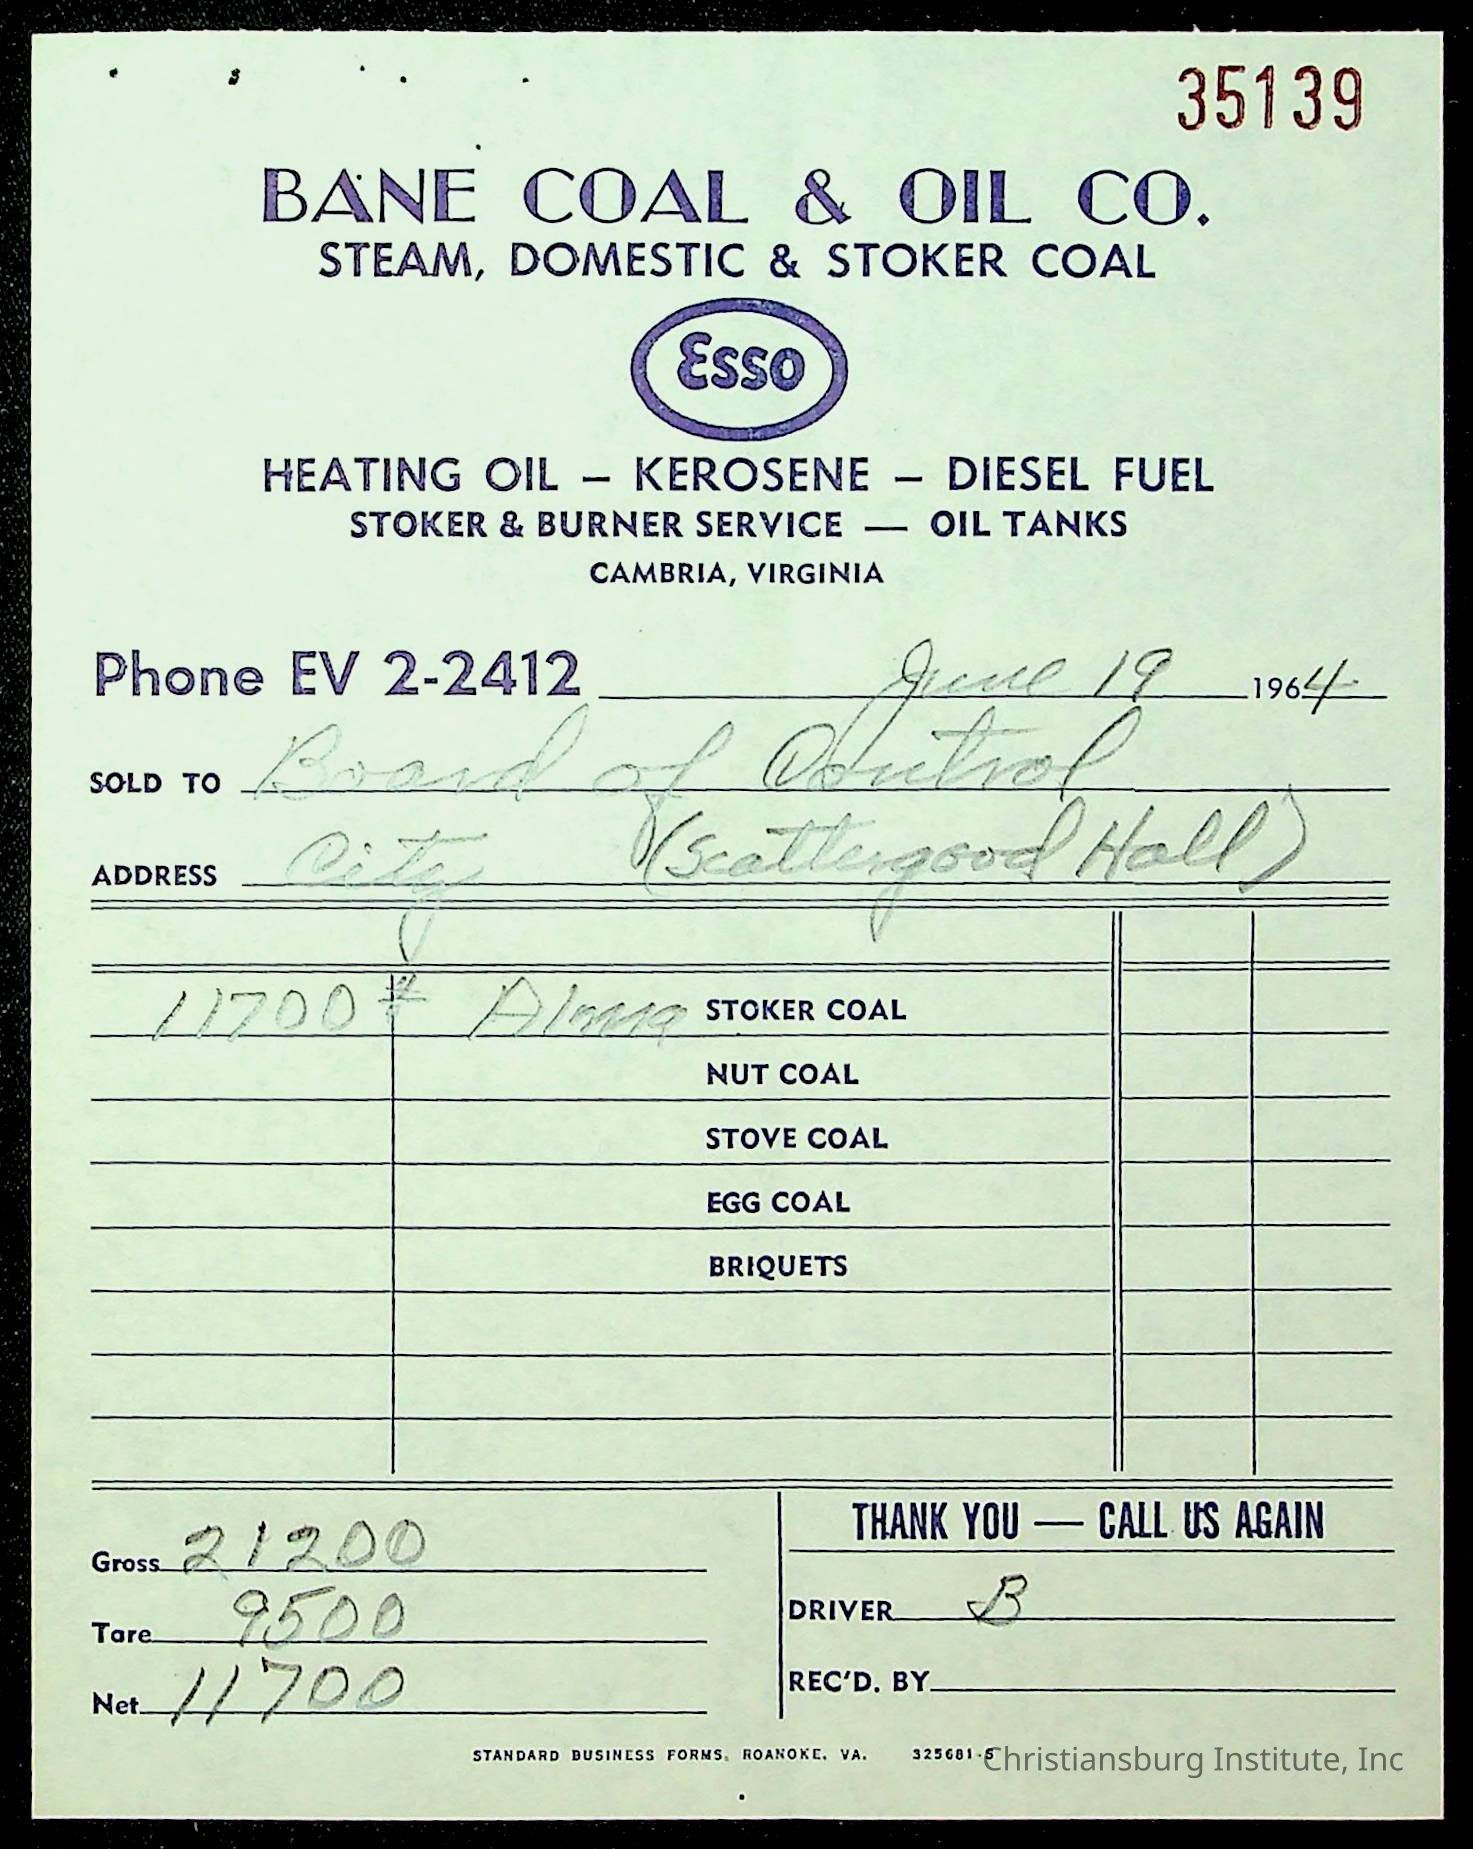 35139
BANE COAL & OIL CO.
STEAM, DOMESTIC & STOKER COAL
Esso
HEATING OIL – KEROSENE – DIESEL FUEL
STOKER & BURNER SERVICE — OIL TANKS
CAMBRIA, VIRGINIA
Phone EV 2-2412 June 19 1964
SOLD TO Board of Control
ADDRESS City (Scattergood Hall)
11700 # STOKER COAL
NUT COAL
STOVE COAL
EGG COAL
BRIQUETS
THANK YOU — CALL US AGAIN
Gross 21200
Tare 9500
Net 11700
DRIVER B
REC'D. BY
STANDARD BUSINESS FORMS, ROANOKE, VA. 325681-S
Christiansburg Institute, Inc